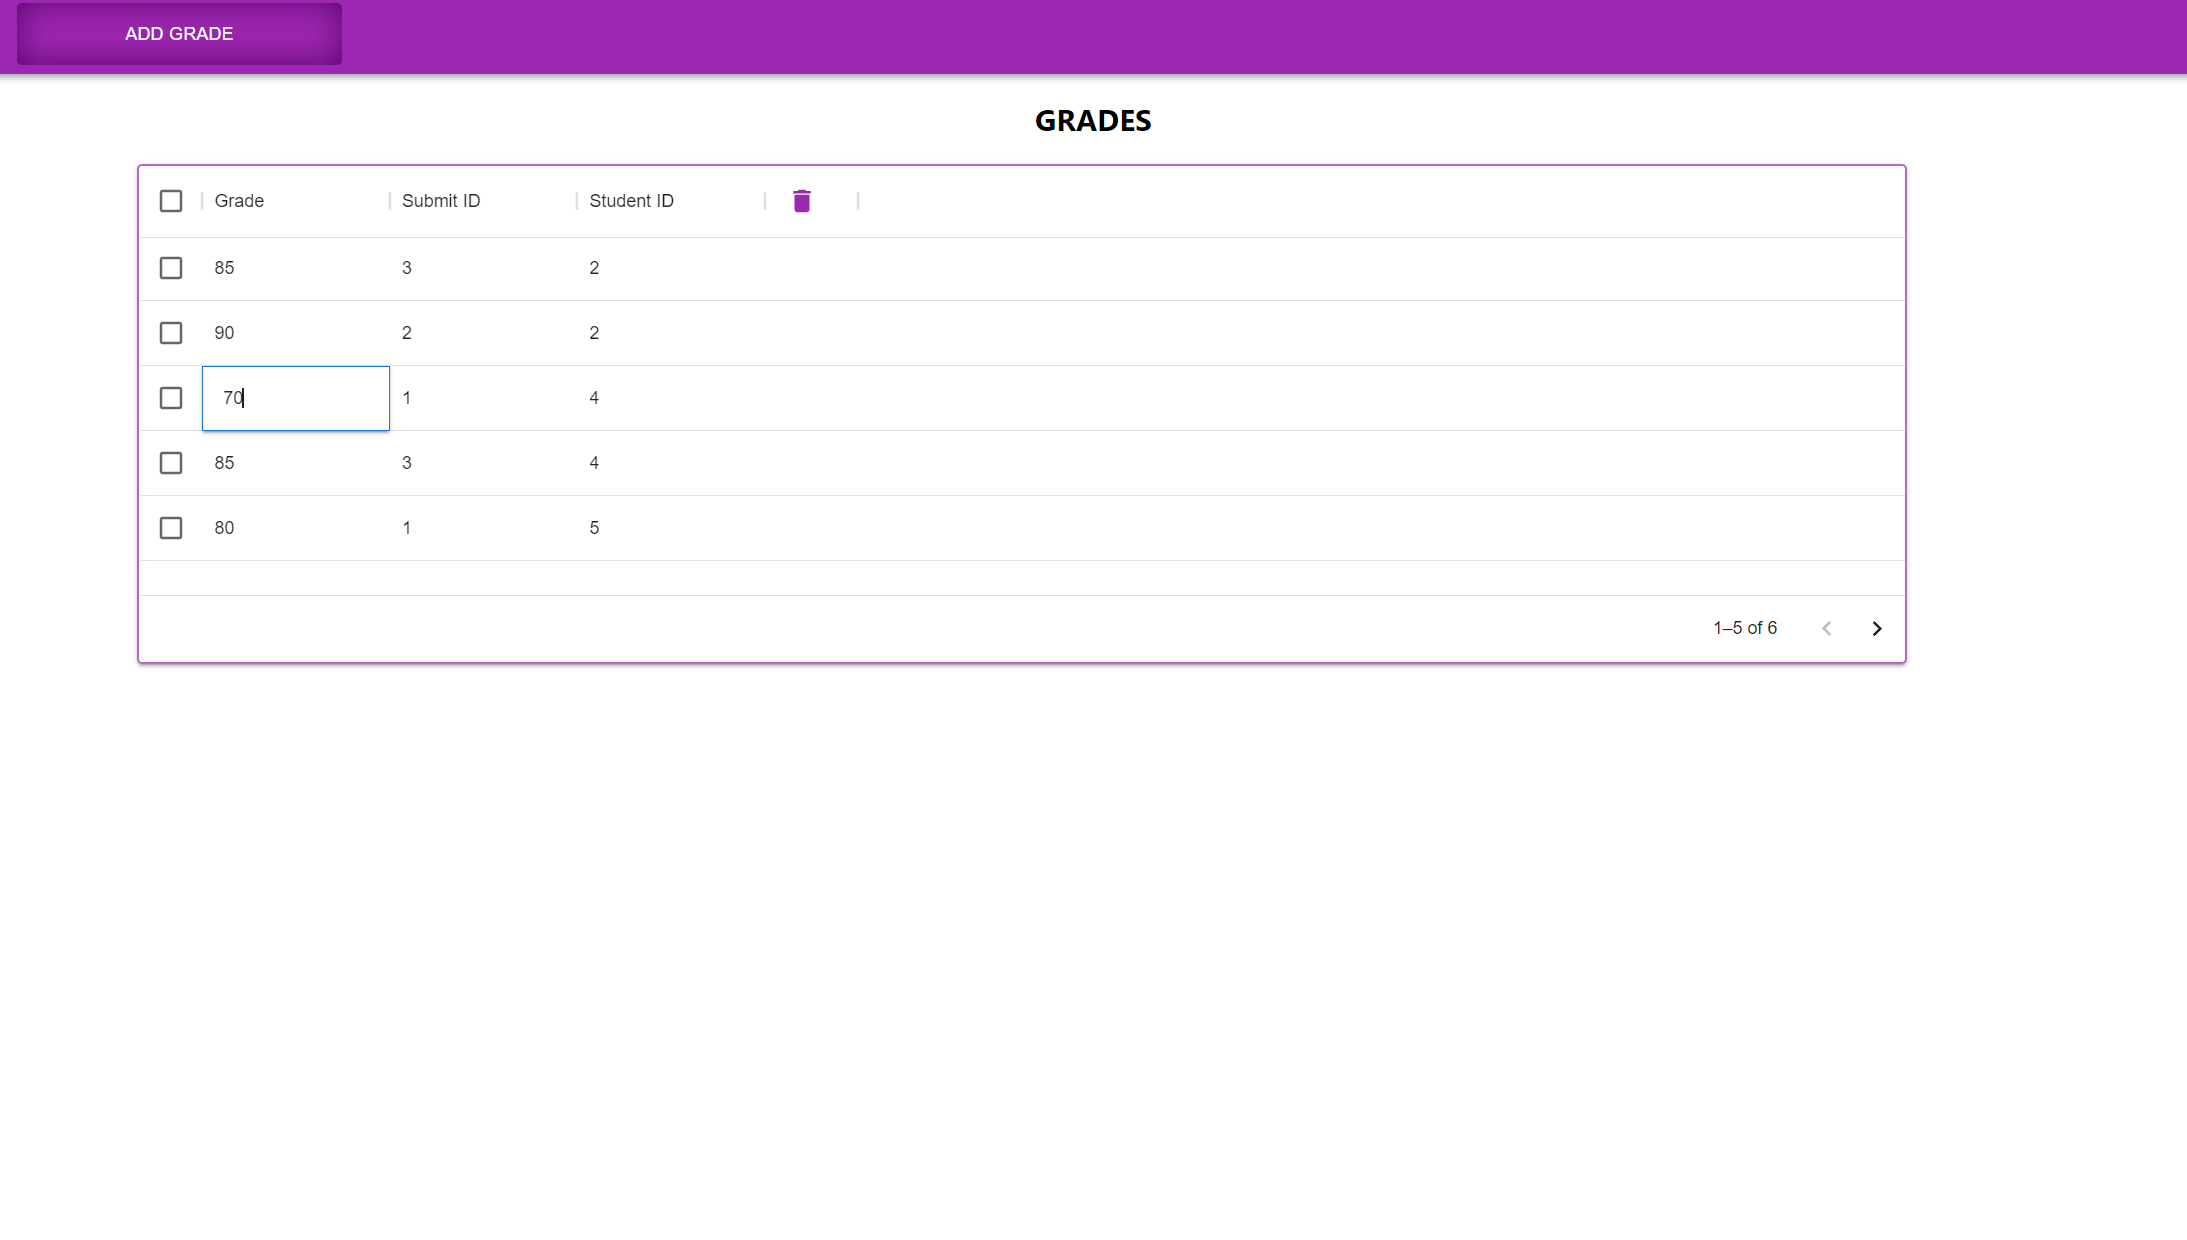 ADD GRADE
GRADES
Grade Submit ID Student ID
85 3 2
90 2 2
70 1 4
85 3 4
80 1 5
1–5 of 6